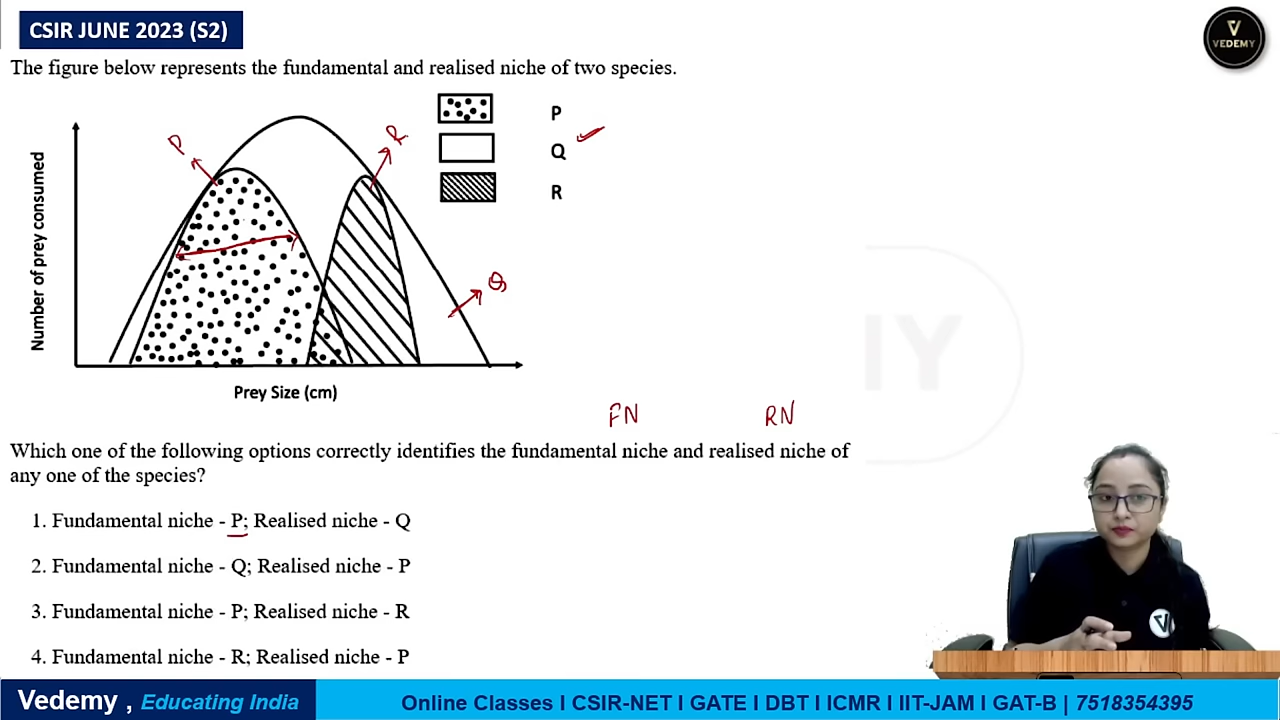 CSIR JUNE 2023 (S2)
V
VEDEMY
The figure below represents the fundamental and realised niche of two species.
P
Q
R
P
R
Q
Number of prey consumed
Prey Size (cm)
FN RN
Which one of the following options correctly identifies the fundamental niche and realised niche of
any one of the species?
1. Fundamental niche - P; Realised niche - Q
2. Fundamental niche - Q; Realised niche - P
3. Fundamental niche - P; Realised niche - R
4. Fundamental niche - R; Realised niche - P
Vedemy , Educating India
Online Classes I CSIR-NET I GATE I DBT I ICMR I IIT-JAM I GAT-B | 7518354395